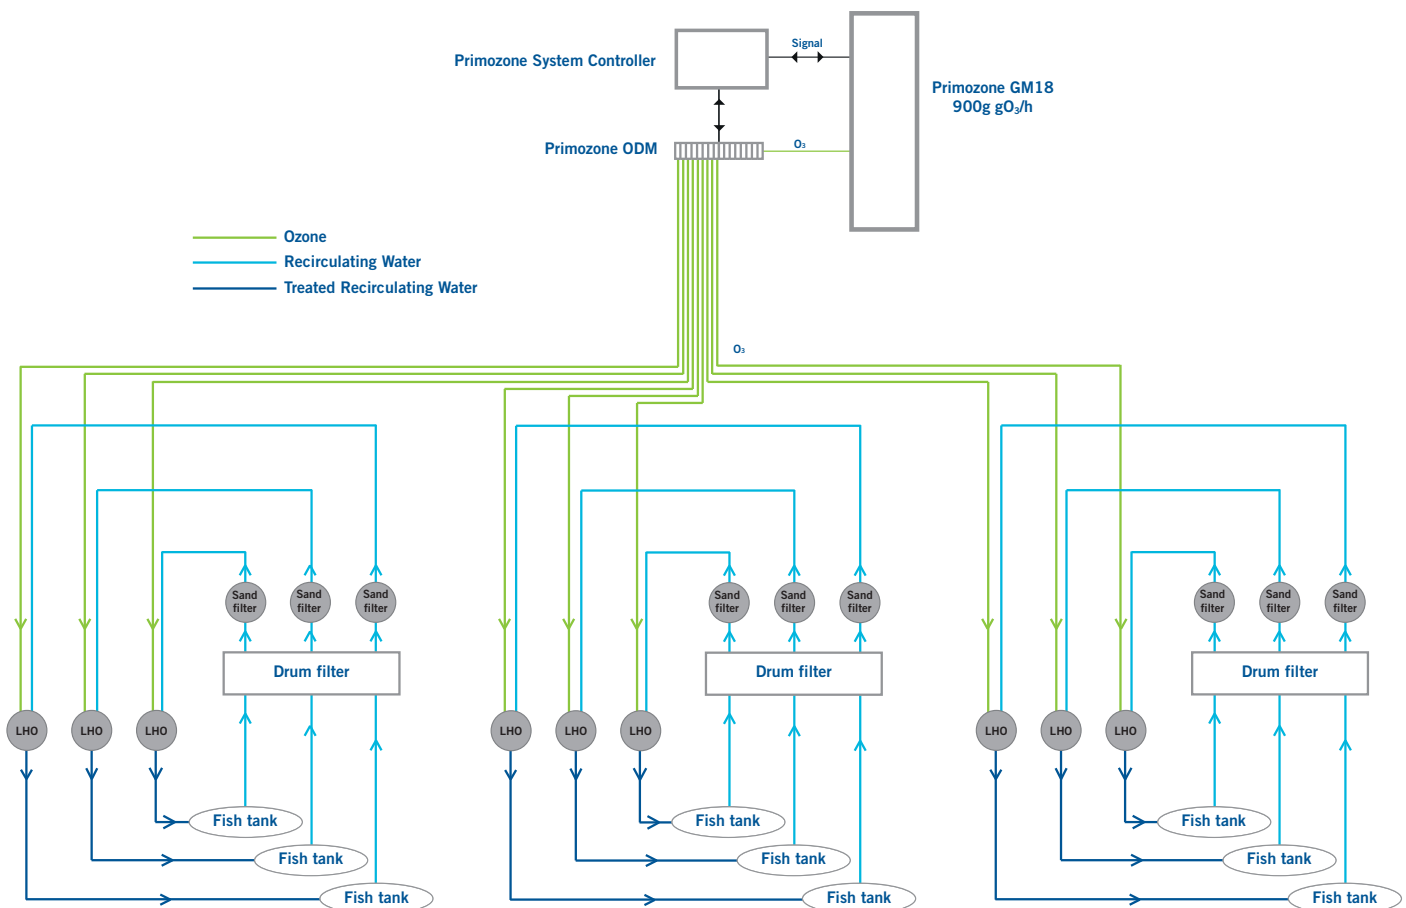 Signal
Primozone System Controller
Primozone GM18
900g gO₃/h
Primozone ODM
O₃
Ozone
Recirculating Water
Treated Recirculating Water
O₃
Sand
filter
Sand
filter
Sand
filter
Sand
filter
Sand
filter
Sand
filter
Sand
filter
Sand
filter
Sand
filter
Drum filter
Drum filter
Drum filter
LHO
LHO
LHO
LHO
LHO
LHO
LHO
LHO
LHO
Fish tank
Fish tank
Fish tank
Fish tank
Fish tank
Fish tank
Fish tank
Fish tank
Fish tank